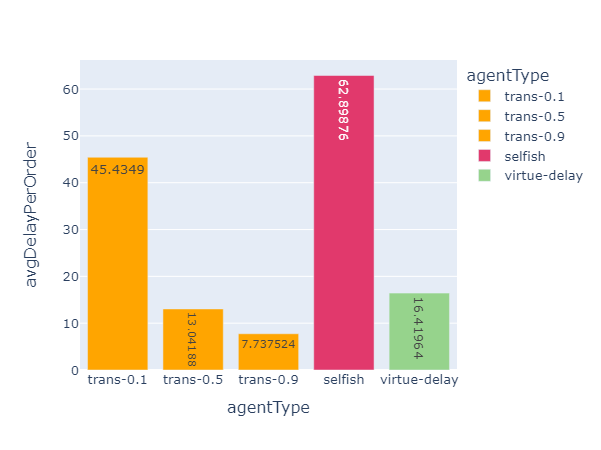 agentType
trans-0.1
trans-0.5
trans-0.9
selfish
virtue-delay
avgDelayPerOrder
60
50
40
30
20
10
0
45.4349
13.04188
7.737524
62.89876
16.41964
trans-0.1
trans-0.5
trans-0.9
selfish
virtue-delay
agentType